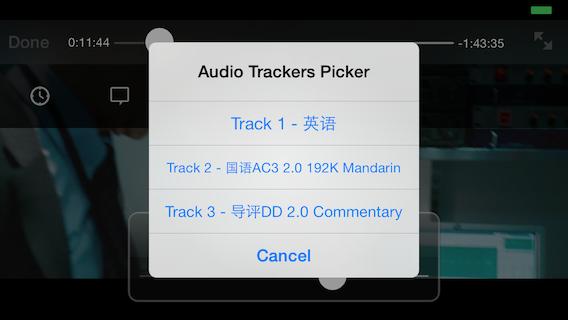 Done 0:11:44 -1:43:35
Audio Trackers Picker
Track 1 - 英语
Track 2 - 国语AC3 2.0 192K Mandarin
Track 3 - 导评DD 2.0 Commentary
Cancel